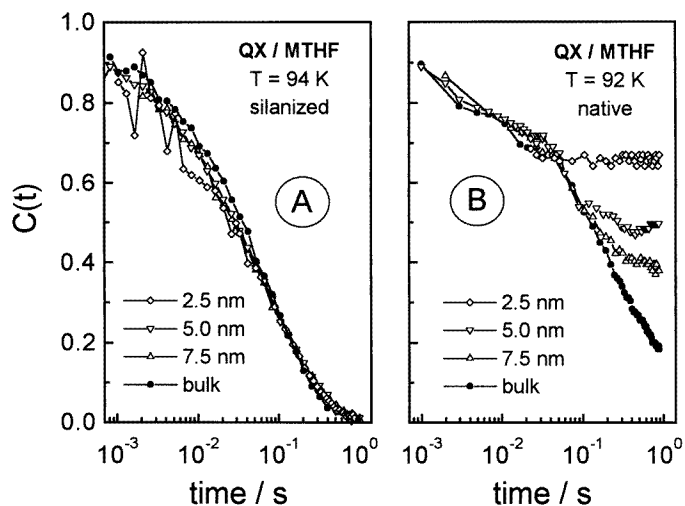 C(t)
1.0
0.8
0.6
0.4
0.2
0.0
QX / MTHF
T = 94 K
silanized
A
2.5 nm
5.0 nm
7.5 nm
bulk
10⁻³ 10⁻² 10⁻¹ 10⁰
time / s
QX / MTHF
T = 92 K
native
B
2.5 nm
5.0 nm
7.5 nm
bulk
10⁻³ 10⁻² 10⁻¹ 10⁰
time / s